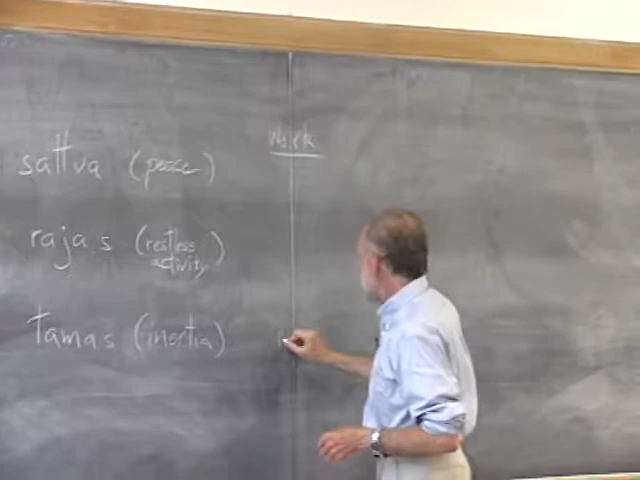 Work
sattva (peace)
rajas (restless
activity)
tamas (inertia)